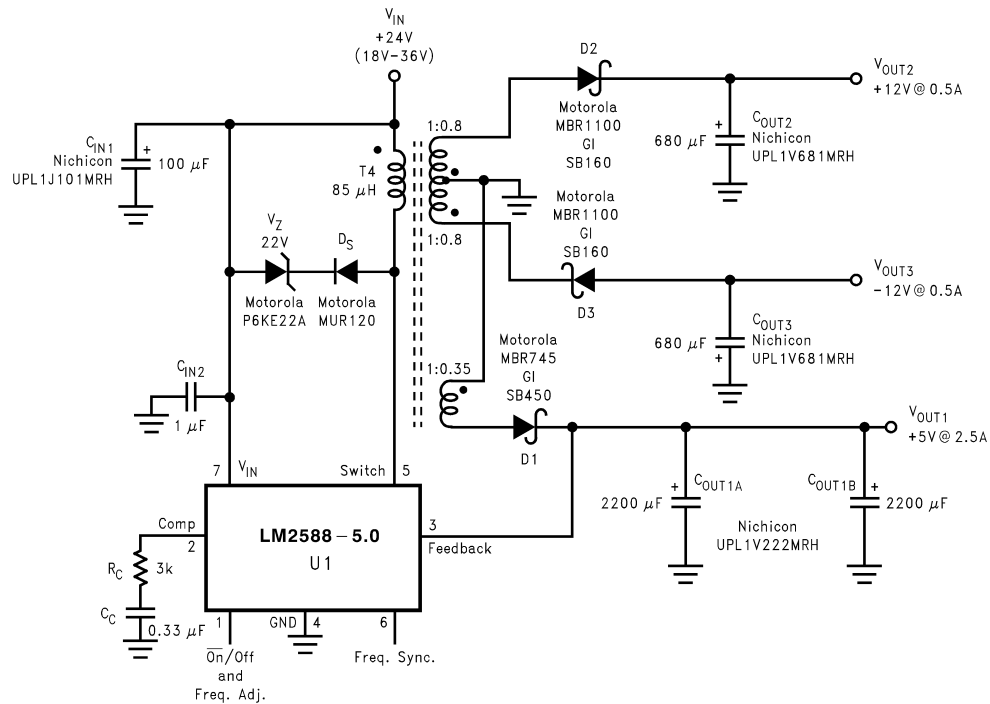 VIN
+24V
(18V-36V)
D2
Motorola
MBR1100
GI
SB160
VOUT2
+12V@0.5A
+
COUT2
Nichicon
UPL1V681MRH
680 µF
1:0.8
T4
85 µH
CIN1
Nichicon
UPL1J101MRH
+
100 µF
Motorola
MBR1100
GI
SB160
1:0.8
D3
VOUT3
-12V@0.5A
COUT3
Nichicon
UPL1V681MRH
680 µF
+
VZ
22V
DS
Motorola
P6KE22A
Motorola
MUR120
Motorola
MBR745
GI
SB450
1:0.35
D1
VOUT1
+5V@2.5A
CIN2
1 µF
+
COUT1A
2200 µF
COUT1B
+
2200 µF
Nichicon
UPL1V222MRH
7 VIN
Switch 5
Comp
2
LM2588-5.0
U1
3
Feedback
RC 3k
CC
0.33 µF
1
GND 4
6
On/Off
and
Freq. Adj.
Freq. Sync.